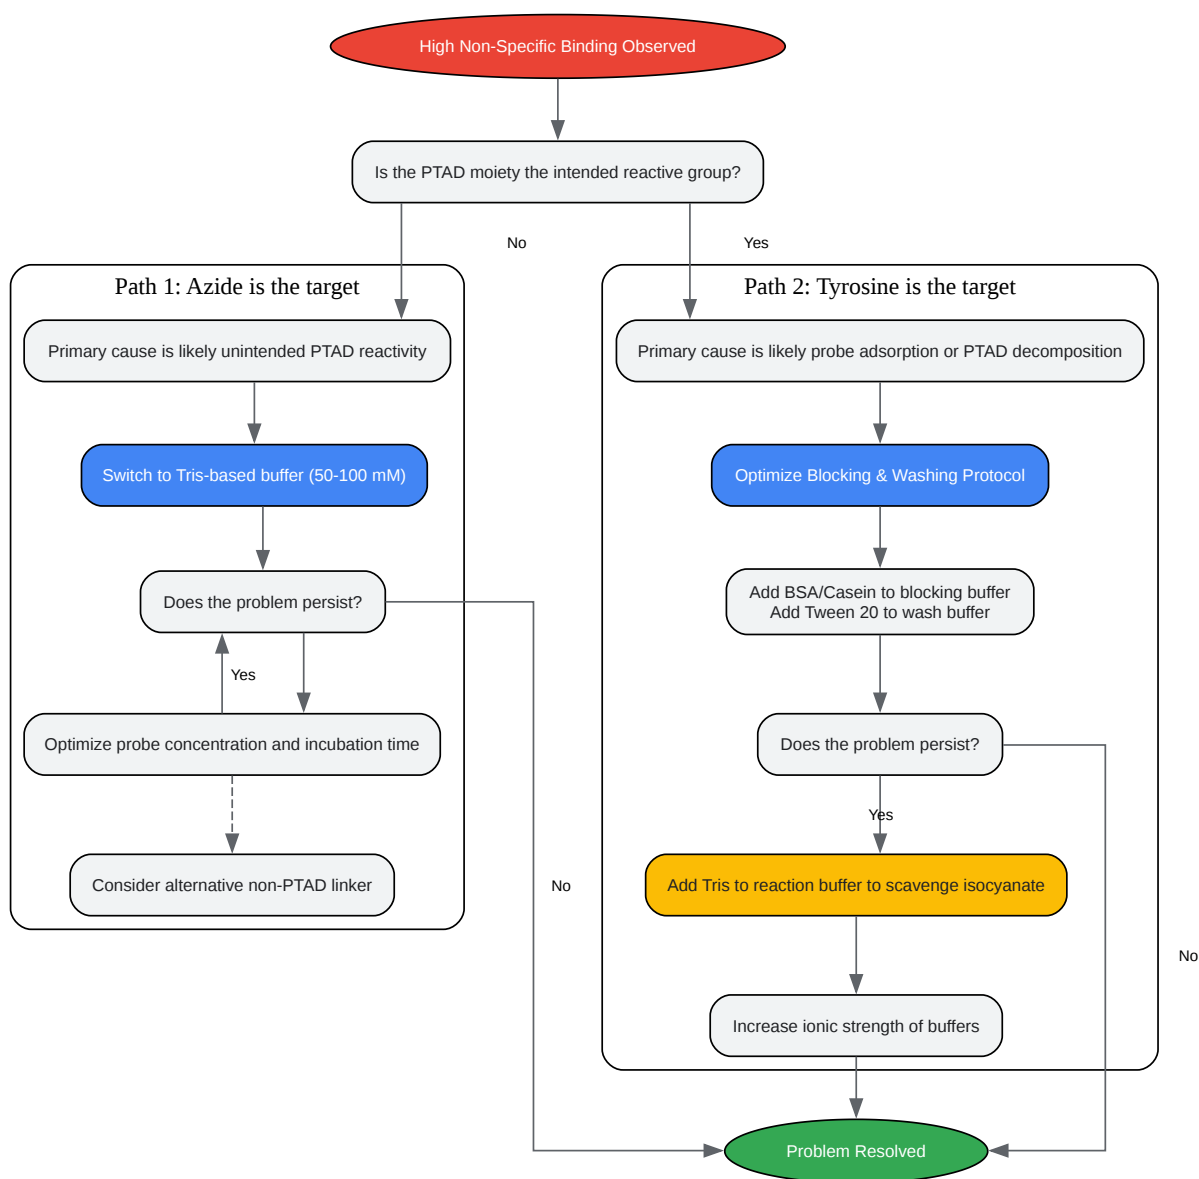 High Non-Specific Binding Observed
Is the PTAD moiety the intended reactive group?
No
Yes
Path 1: Azide is the target
Primary cause is likely unintended PTAD reactivity
Switch to Tris-based buffer (50-100 mM)
Does the problem persist?
Yes
Optimize probe concentration and incubation time
Consider alternative non-PTAD linker
No
Path 2: Tyrosine is the target
Primary cause is likely probe adsorption or PTAD decomposition
Optimize Blocking & Washing Protocol
Add BSA/Casein to blocking buffer
Add Tween 20 to wash buffer
Does the problem persist?
Yes
Add Tris to reaction buffer to scavenge isocyanate
No
Increase ionic strength of buffers
Problem Resolved